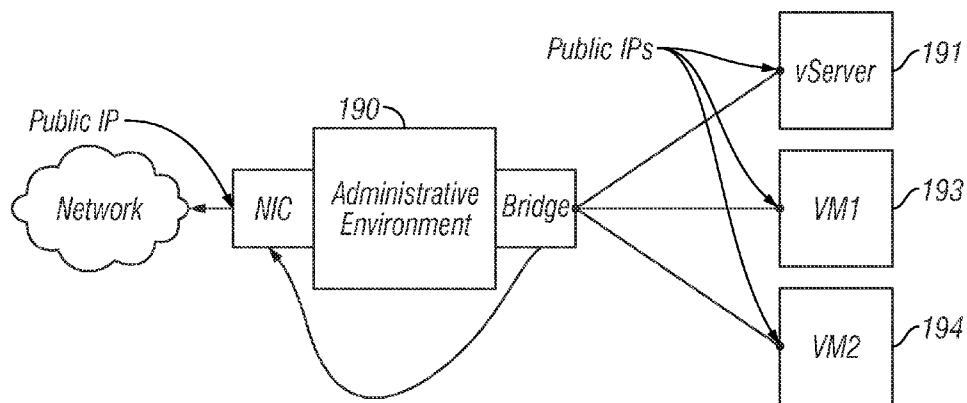 Public IPs
vServer
191
190
Public IP
Network
NIC
Administrative
Environment
Bridge
VM1
193
VM2
194